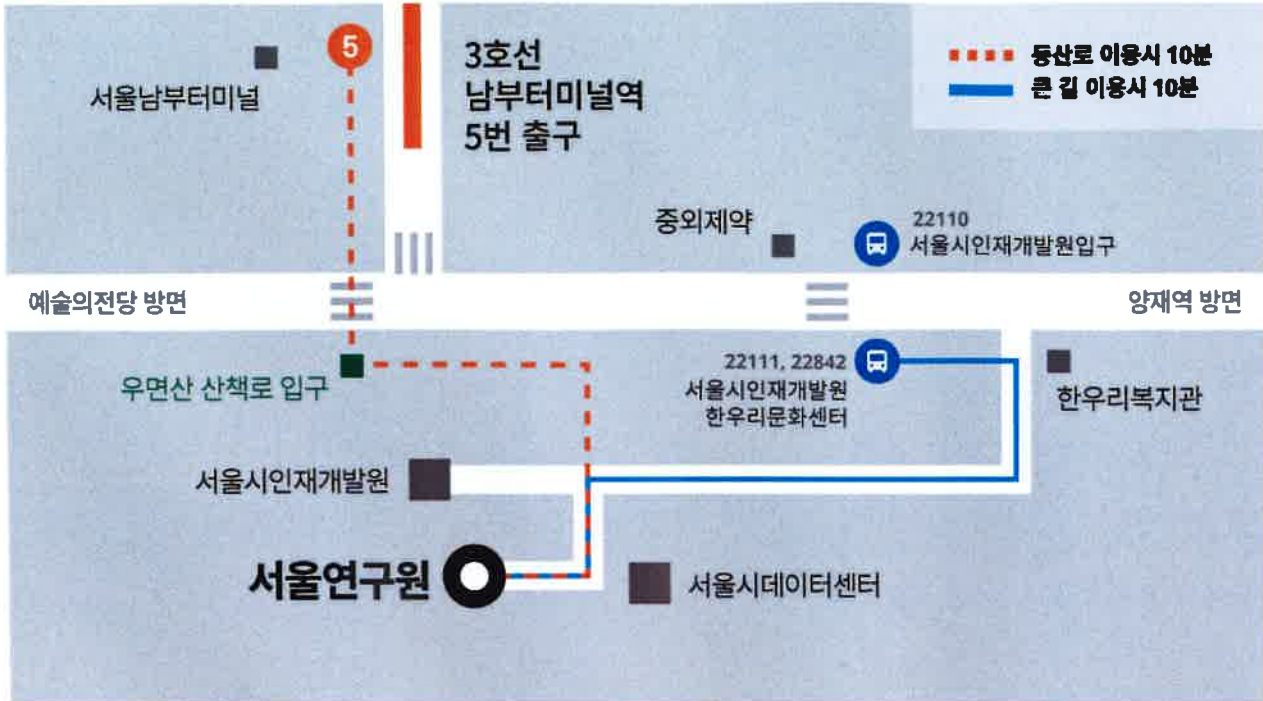 5
서울남부터미널
3호선
남부터미널역
5번 출구
등산로 이용시 10분
큰 길 이용시 10분
중외제약
22110
서울시인재개발원입구
예술의전당 방면
양재역 방면
우면산 산책로 입구
22111, 22842
서울시인재개발원
한우리문화센터
한우리복지관
서울시인재개발원
서울연구원
서울시데이터센터